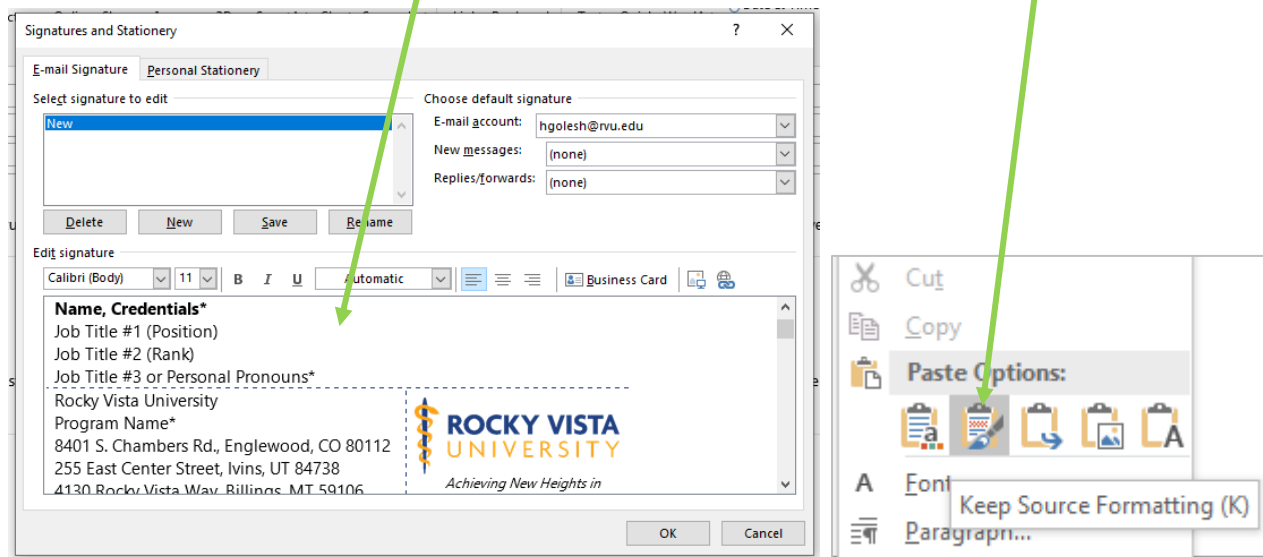 Signatures and Stationery
?
E-mail Signature
Personal Stationery
Select signature to edit
Choose default signature
New
E-mail account:
hgolesh@rvu.edu
New messages:
(none)
Replies/forwards:
(none)
Delete
New
Save
Rename
Edit signature
Calibri (Body)
11
B
I
U
Automatic
Business Card
Name, Credentials*
Job Title #1 (Position)
Job Title #2 (Rank)
Job Title #3 or Personal Pronouns*
Rocky Vista University
Program Name*
8401 S. Chambers Rd., Englewood, CO 80112
255 East Center Street, Ivins, UT 84738
4130 Rocky Vista Way, Billings, MT 59106
ROCKY VISTA
UNIVERSITY
Achieving New Heights in
OK
Cancel
Cut
Copy
Paste Options:
a
A
A
Font
Keep Source Formatting (K)
Paragraph...